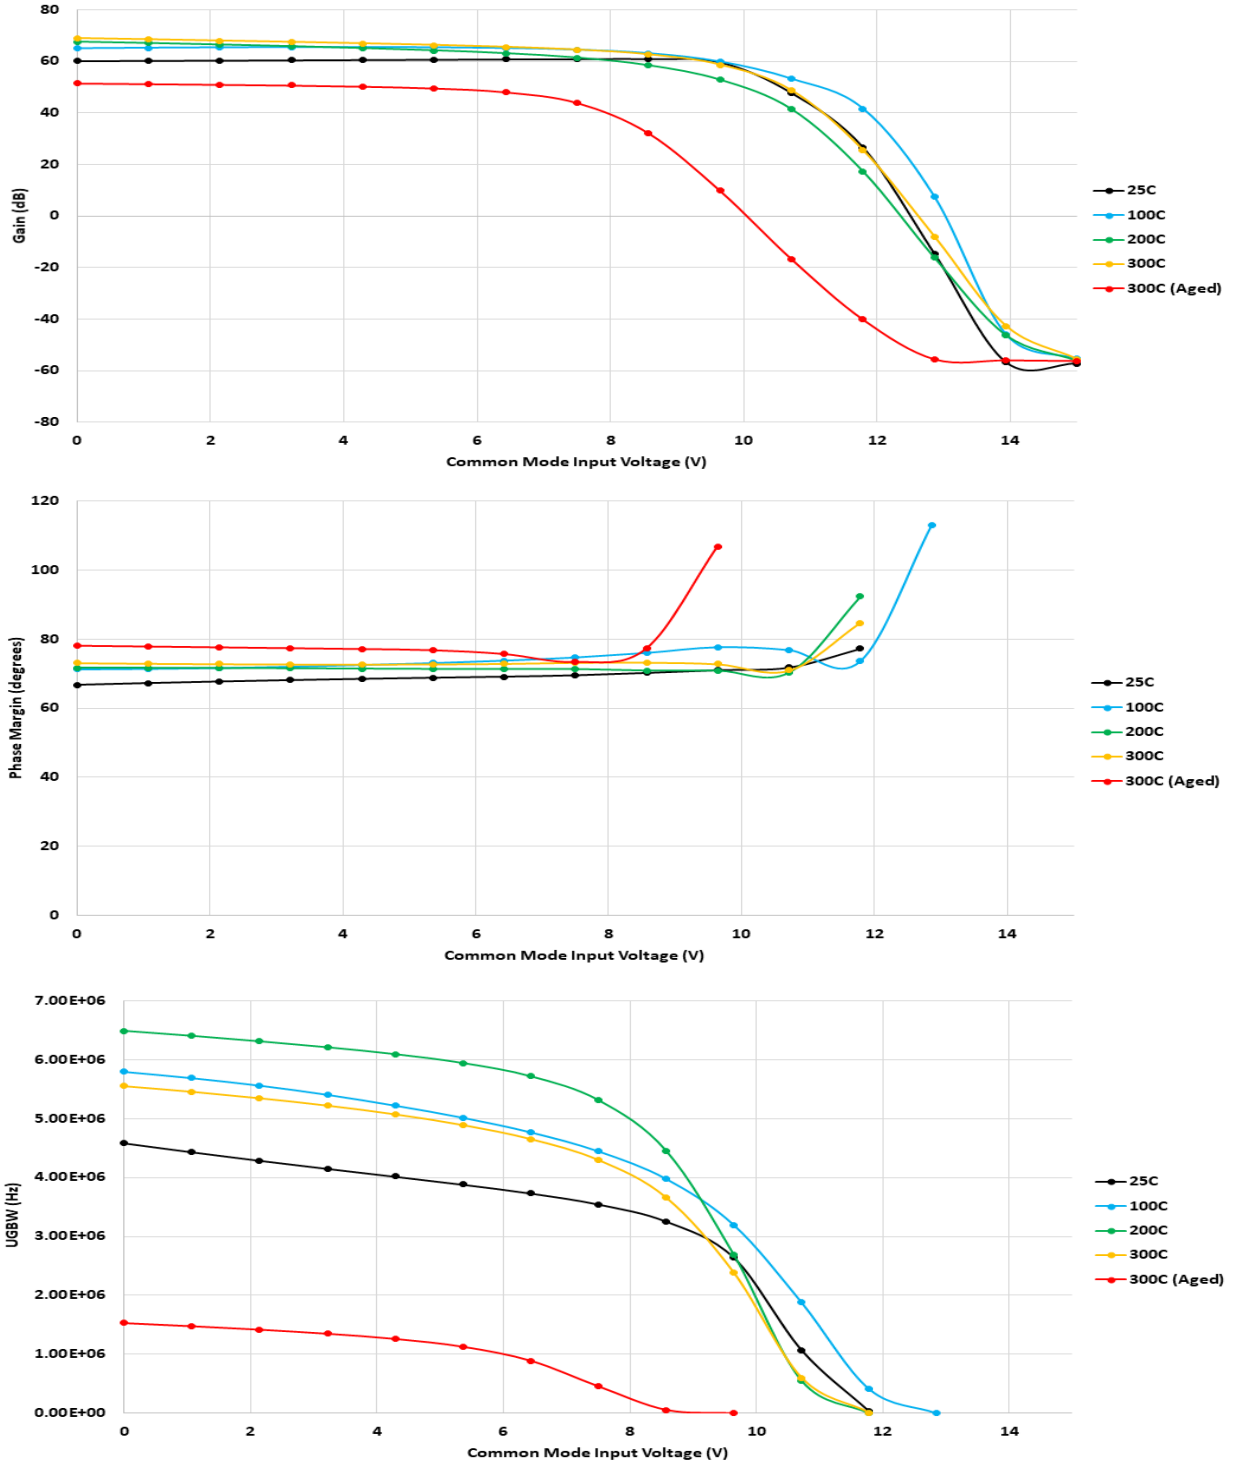 80
60
40
20
0
-20
-40
-60
-80
Gain (dB)
0 2 4 6 8 10 12 14
Common Mode Input Voltage (V)
25C
100C
200C
300C
300C (Aged)
120
100
80
60
40
20
0
Phase Margin (degrees)
0 2 4 6 8 10 12 14
Common Mode Input Voltage (V)
25C
100C
200C
300C
300C (Aged)
7.00E+06
6.00E+06
5.00E+06
4.00E+06
3.00E+06
2.00E+06
1.00E+06
0.00E+00
UGBW (Hz)
0 2 4 6 8 10 12 14
Common Mode Input Voltage (V)
25C
100C
200C
300C
300C (Aged)